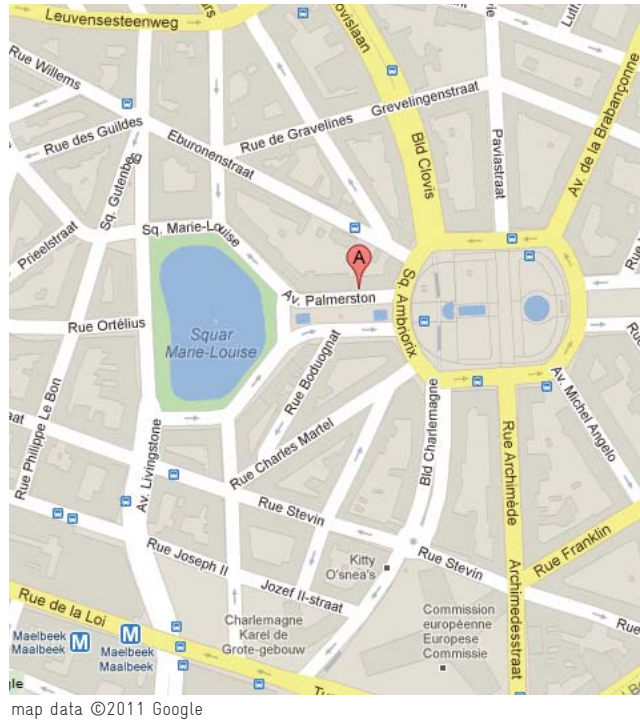 Leuvensesteenweg
ovislaan
Rue Willems
Grevelingenstraat
Rue des Guildes
Rue de Gravelines
Eburonenstraat
Bld Clovis
Paviastraat
Av. de la Brabançonne
Sq. Gutenberg
Prieelstraat
Sq. Marie-Louise
A
Av. Palmerston
Sq. Ambriorix
Rue Ortélius
Squar
Marie-Louise
Rue Boduognat
Rue Philippe Le Bon
Av. Livingstone
Rue Charles Martel
Bld Charlemagne
Av. Michel Angelo
Rue Archimède
Rue Stevin
Rue Franklin
Rue Joseph II
Kitty
O'snea's
Rue Stevin
Jozef II-straat
Archimedesstraat
Rue de la Loi
Charlemagne
Karel de
Grote-gebouw
Commission
européenne
Europese
Commissie
Maelbeek
Maalbeek
M
M
Maelbeek
Maalbeek
map data ©2011 Google